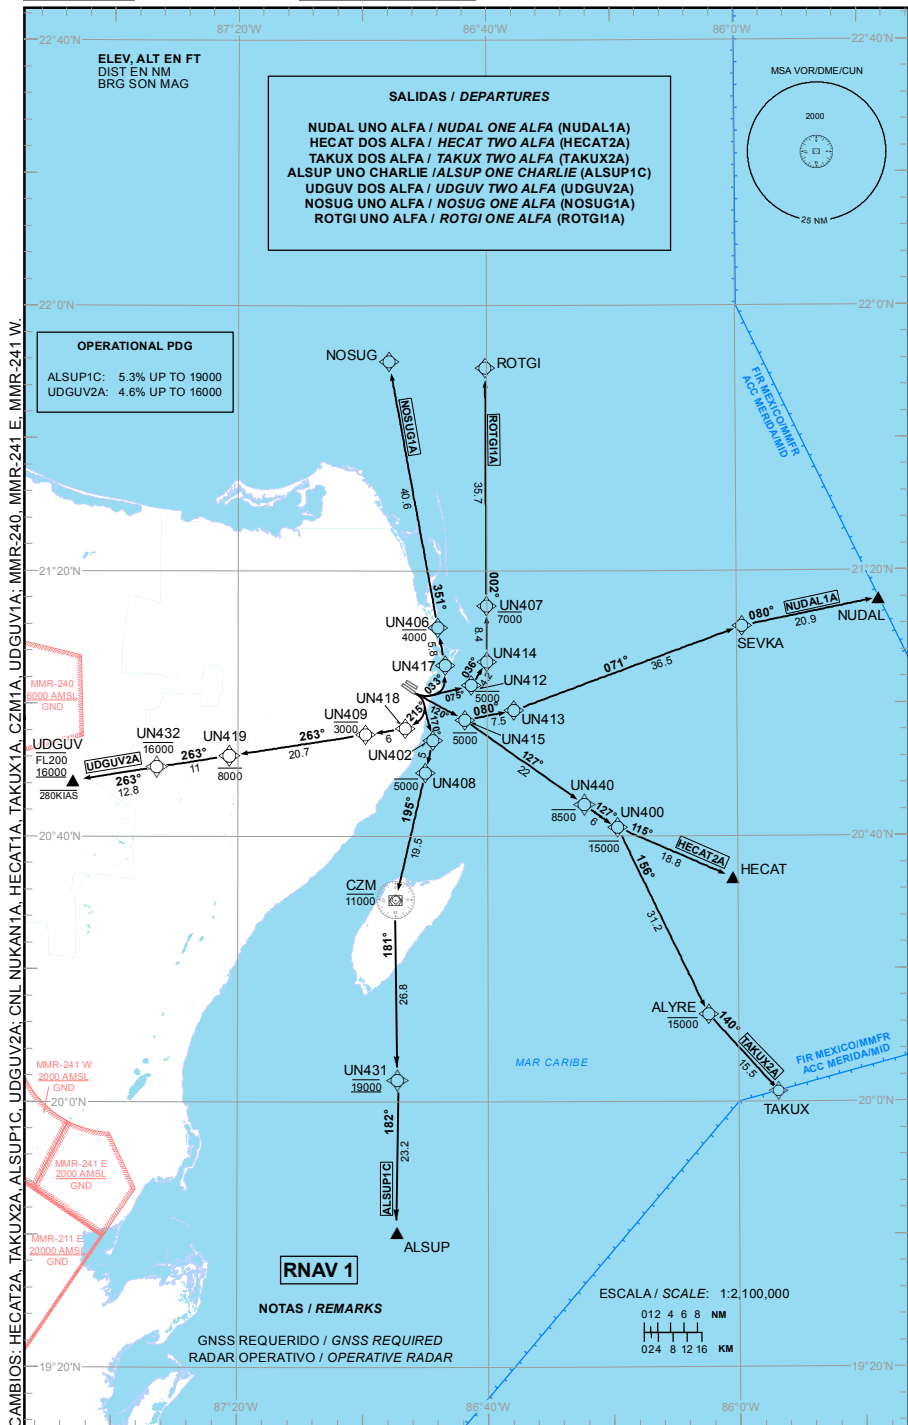 87°20'W
86°40'W
86°0'W
22°40'N
22°40'N
ELEV, ALT EN FT
DIST EN NM
BRG SON MAG
SALIDAS / DEPARTURES
NUDAL UNO ALFA / NUDAL ONE ALFA (NUDAL1A)
HECAT DOS ALFA / HECAT TWO ALFA (HECAT2A)
TAKUX DOS ALFA / TAKUX TWO ALFA (TAKUX2A)
ALSUP UNO CHARLIE /ALSUP ONE CHARLIE (ALSUP1C)
UDGUV DOS ALFA / UDGUV TWO ALFA (UDGUV2A)
NOSUG UNO ALFA / NOSUG ONE ALFA (NOSUG1A)
ROTGI UNO ALFA / ROTGI ONE ALFA (ROTGI1A)
MSA VOR/DME/CUN
2000
25 NM
22°0'N
22°0'N
OPERATIONAL PDG
ALSUP1C: 5.3% UP TO 19000
UDGUV2A: 4.6% UP TO 16000
NOSUG
ROTGI
FIR MEXICO/MMFR
ACC MERIDA/MID
NOSUG1A
ROTGI1A
40.6
35.7
21°20'N
21°20'N
351°
002°
UN406
4000
UN407
7000
NUDAL1A
080°
20.9
NUDAL
SEVKA
5.8
8.4
UN417
UN414
071°
36.5
033°
036°
4.2
UN412
5000
075°
MMR-240
6000 AMSL
GND
UN418
215°
120°
080°
7.5
UN413
UN409
3000
6
170°
5000
UN415
UDGUV
FL200
16000
280KIAS
UDGUV2A
263°
12.8
UN432
16000
263°
11
UN419
8000
263°
20.7
UN402
5
5000
UN408
127°
22
195°
19.5
UN440
8500
127°
6
UN400
15000
20°40'N
20°40'N
115°
18.8
HECAT2A
HECAT
CZM
11000
156°
31.2
181°
26.8
ALYRE
15000
140°
TAKUX2A
15.5
TAKUX
MAR CARIBE
FIR MEXICO/MMFR
ACC MERIDA/MID
MMR-241 W
2000 AMSL
GND
UN431
19000
20°0'N
20°0'N
182°
23.2
MMR-241 E
2000 AMSL
GND
ALSUP1C
MMR-211 E
20000 AMSL
GND
ALSUP
RNAV 1
NOTAS / REMARKS
GNSS REQUERIDO / GNSS REQUIRED
RADAR OPERATIVO / OPERATIVE RADAR
ESCALA / SCALE: 1:2,100,000
012 4 6 8 NM
024 8 12 16 KM
19°20'N
19°20'N
87°20'W
86°40'W
86°0'W
CAMBIOS: HECAT2A, TAKUX2A, ALSUP1C, UDGUV2A; CNL NUKAN1A, HECAT1A, TAKUX1A, CZM1A, UDGUV1A; MMR-240, MMR-241 E, MMR-241 W.